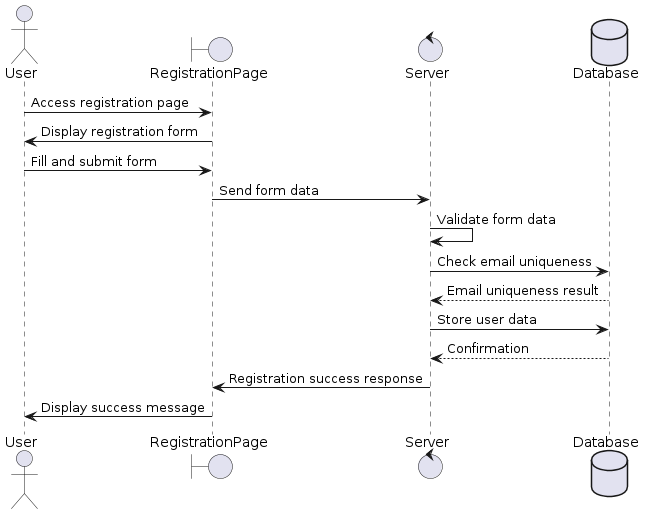 User
RegistrationPage
Server
Database
Access registration page
Display registration form
Fill and submit form
Send form data
Validate form data
Check email uniqueness
Email uniqueness result
Store user data
Confirmation
Registration success response
Display success message
User
RegistrationPage
Server
Database